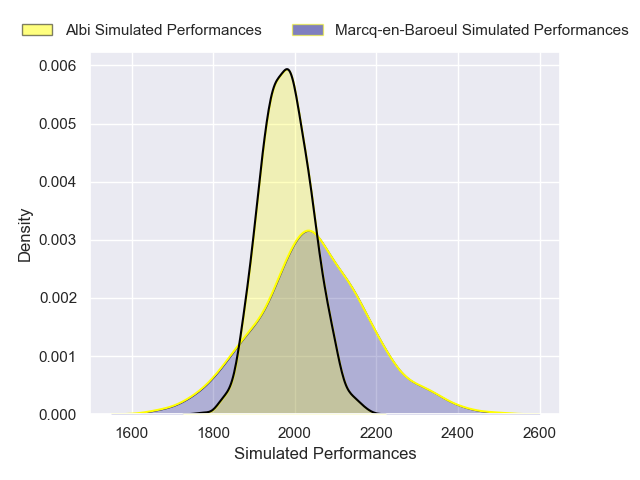 Albi Simulated Performances
Marcq-en-Baroeul Simulated Performances
0.006
0.005
0.004
0.003
0.002
0.001
0.000
Density
1600 1800 2000 2200 2400 2600
Simulated Performances